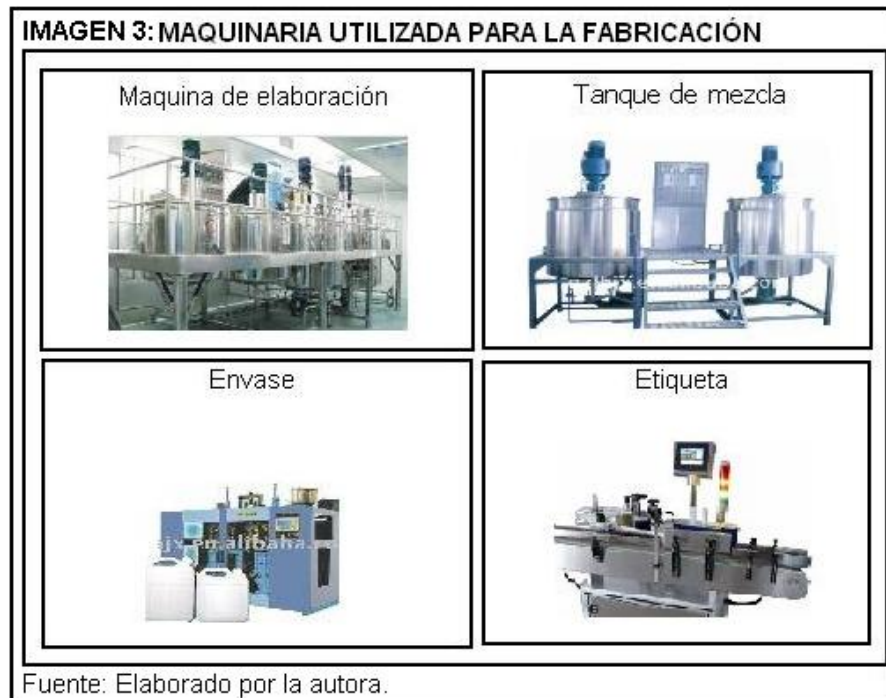 IMAGEN 3: MAQUINARIA UTILIZADA PARA LA FABRICACIÓN
Maquina de elaboración
Tanque de mezcla
Envase
Etiqueta
Fuente: Elaborado por la autora.